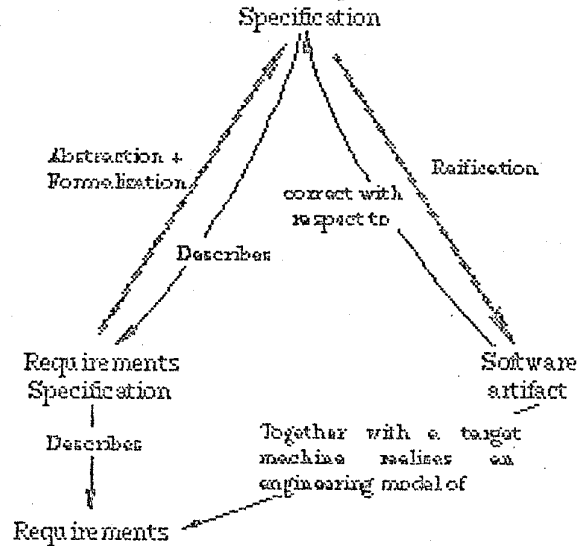 Specification
Abstraction +
Formalization
Reification
correct with
respect to
Describes
Requirements
Specification
Software
artifact
Describes
Together with a target
machine realises an
engineering model of
Requirements